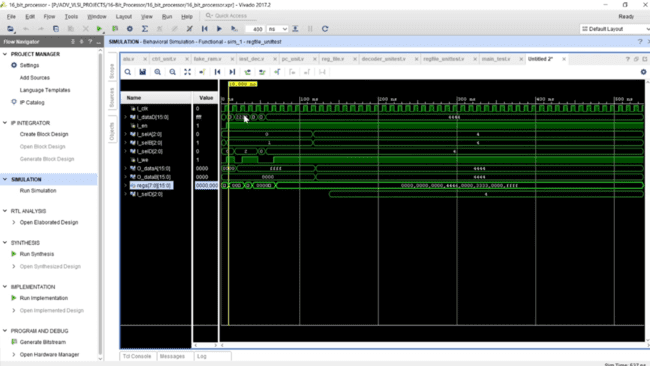 16_bit_processor - [P:/ADV_VLSI_PROJECTS/16-Bit_Processor/16_bit_processor.xpr] - Vivado 2017.2
File Edit Flow Tools Window Layout View Run Help Quick Access
Ready
400 ns
Default Layout
Flow Navigator
SIMULATION - Behavioral Simulation - Functional - sim_1 - regfile_unittest
PROJECT MANAGER
Settings
Add Sources
Language Templates
IP Catalog
IP INTEGRATOR
Create Block Design
Open Block Design
Generate Block Design
SIMULATION
Run Simulation
RTL ANALYSIS
Open Elaborated Design
SYNTHESIS
Run Synthesis
Open Synthesized Design
IMPLEMENTATION
Run Implementation
Open Implemented Design
PROGRAM AND DEBUG
Generate Bitstream
Open Hardware Manager
Scope
Sources
Objects
alu.v
ctrl_unit.v
fake_ram.v
inst_dec.v
pc_unit.v
reg_file.v
decoder_unittest.v
regfile_unittest.v
main_test.v
Untitled 2*
Name Value
I_clk 0
I_dataD[15:0] ffff
I_en 1
I_selA[2:0] 0
I_selB[2:0] 1
I_selD[2:0] 0
I_we 1
O_dataA[15:0] 0000
O_dataB[15:0] 0000
regs[7:0][15:0] 0000,000
I_selD[2:0]
10.000 ns
0 ns 100 ns 200 ns 300 ns 400 ns 500 ns
4444
0 4
1 4
4
ffff 4444
0000 4444
0000,0000,0000,4444,0000,2222,0000,ffff
4
Tcl Console Messages Log